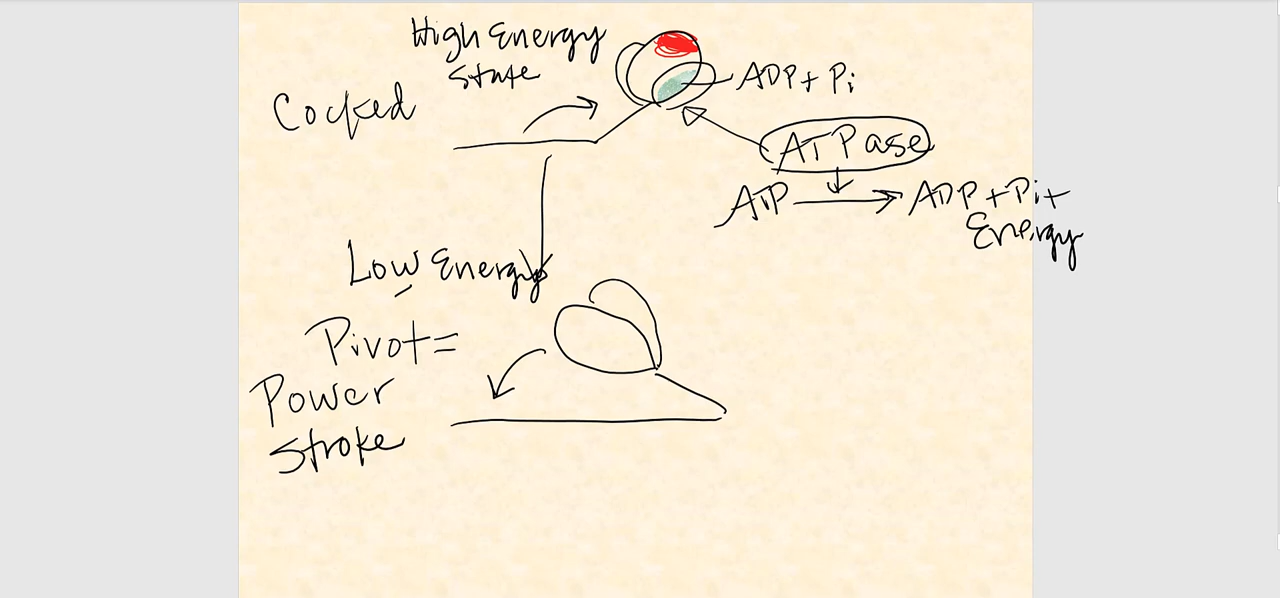 High Energy
State
Cocked
ADP + Pi
ATPase
ATP → ADP + Pi +
Energy
Low Energy
Pivot =
Power
Stroke